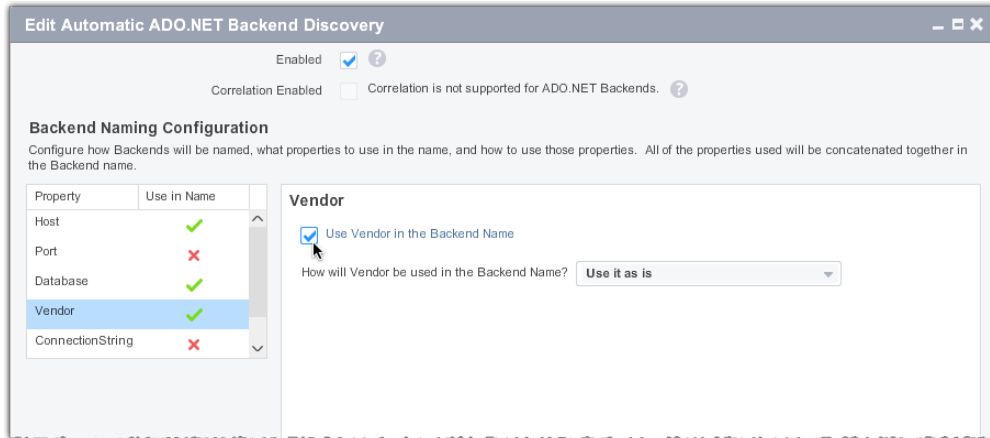 Edit Automatic ADO.NET Backend Discovery
Enabled
Correlation Enabled Correlation is not supported for ADO.NET Backends.
Backend Naming Configuration
Configure how Backends will be named, what properties to use in the name, and how to use those properties. All of the properties used will be concatenated together in
the Backend name.
Property Use in Name
Host
Port
Database
Vendor
ConnectionString
Vendor
Use Vendor in the Backend Name
How will Vendor be used in the Backend Name? Use it as is